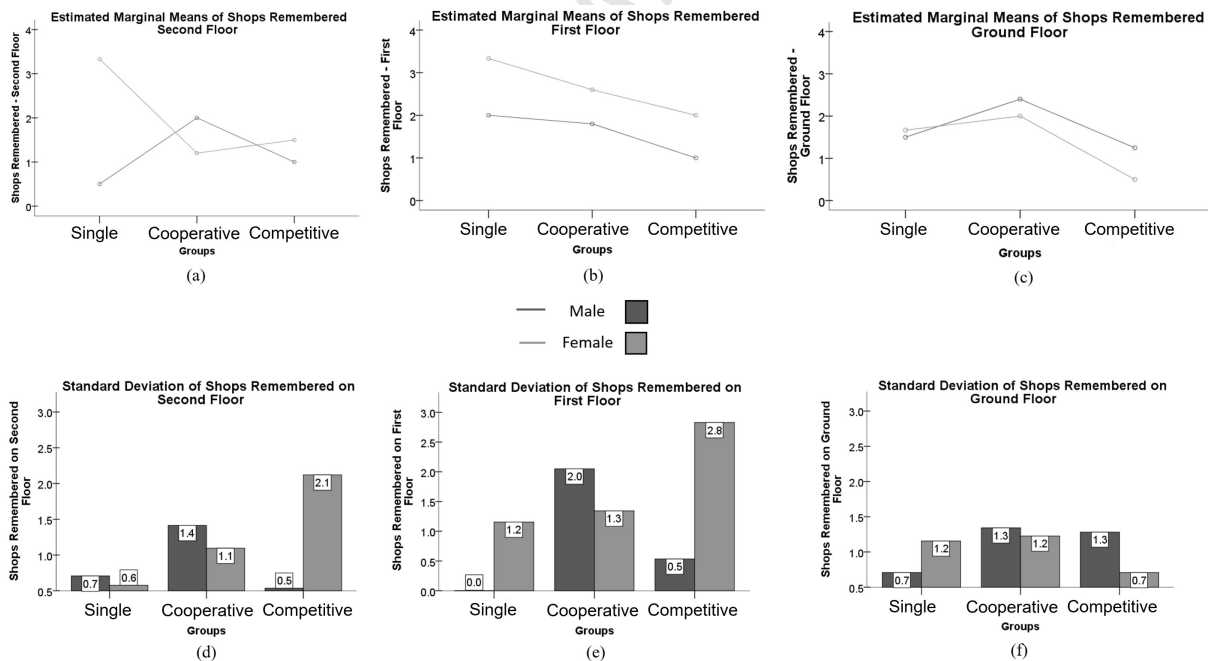 Estimated Marginal Means of Shops Remembered
Second Floor
Shops Remembered - Second Floor
4
3
2
1
0
Single Cooperative Competitive
Groups
(a)
Estimated Marginal Means of Shops Remembered
First Floor
Shops Remembered - First
Floor
4
3
2
1
0
Single Cooperative Competitive
Groups
(b)
Estimated Marginal Means of Shops Remembered
Ground Floor
Shops Remembered -
Ground Floor
4
3
2
1
0
Single Cooperative Competitive
Groups
(c)
Male
Female
Standard Deviation of Shops Remembered on
Second Floor
Shops Remembered on Second
Floor
3.0
2.5
2.0
1.5
1.0
0.5
0.7 0.6 1.4 1.1 0.5 2.1
Single Cooperative Competitive
Groups
(d)
Standard Deviation of Shops Remembered on
First Floor
Shops Remembered on First
Floor
3.0
2.5
2.0
1.5
1.0
0.5
0.0
0.0 1.2 2.0 1.3 0.5 2.8
Single Cooperative Competitive
Groups
(e)
Standard Deviation of Shops Remembered on
Ground Floor
Shops Remembered on Ground
Floor
3.0
2.5
2.0
1.5
1.0
0.5
0.7 1.2 1.3 1.2 1.3 0.7
Single Cooperative Competitive
Groups
(f)